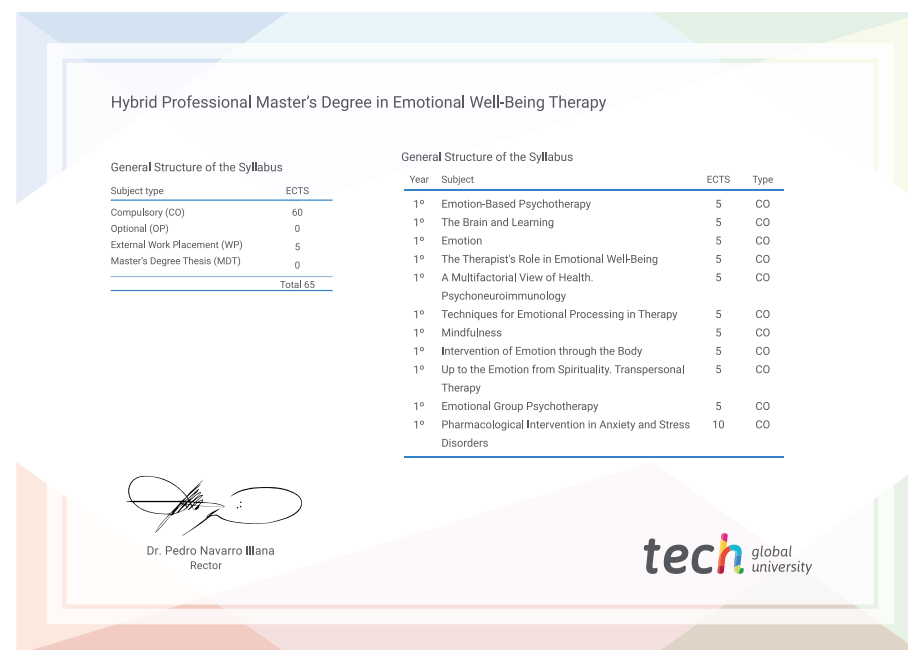 Hybrid Professional Master's Degree in Emotional Well-Being Therapy
General Structure of the Syllabus
Subject type ECTS
Compulsory (CO) 60
Optional (OP) 0
External Work Placement (WP) 5
Master's Degree Thesis (MDT) 0
Total 65
General Structure of the Syllabus
Year Subject ECTS Type
1º Emotion-Based Psychotherapy 5 CO
1º The Brain and Learning 5 CO
1º Emotion 5 CO
1º The Therapist's Role in Emotional Well-Being 5 CO
1º A Multifactorial View of Health. 5 CO
Psychoneuroimmunology
1º Techniques for Emotional Processing in Therapy 5 CO
1º Mindfulness 5 CO
1º Intervention of Emotion through the Body 5 CO
1º Up to the Emotion from Spirituality. Transpersonal 5 CO
Therapy
1º Emotional Group Psychotherapy 5 CO
1º Pharmacological Intervention in Anxiety and Stress 10 CO
Disorders
Dr. Pedro Navarro Illana
Rector
tech global
university